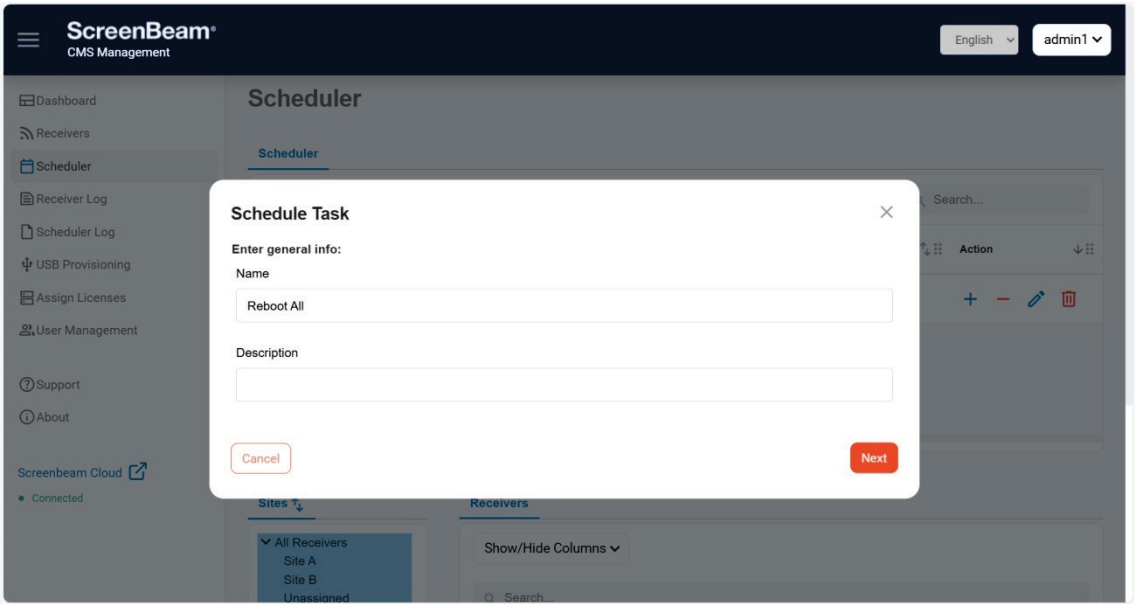 ScreenBeam®
CMS Management
English
admin1
Dashboard
Receivers
Scheduler
Receiver Log
Scheduler Log
USB Provisioning
Assign Licenses
User Management
Support
About
Screenbeam Cloud
Connected
Scheduler
Scheduler
Search...
Action
Schedule Task
Enter general info:
Name
Reboot All
Description
Cancel
Next
Sites
All Receivers
Site A
Site B
Unassigned
Receivers
Show/Hide Columns
Search...